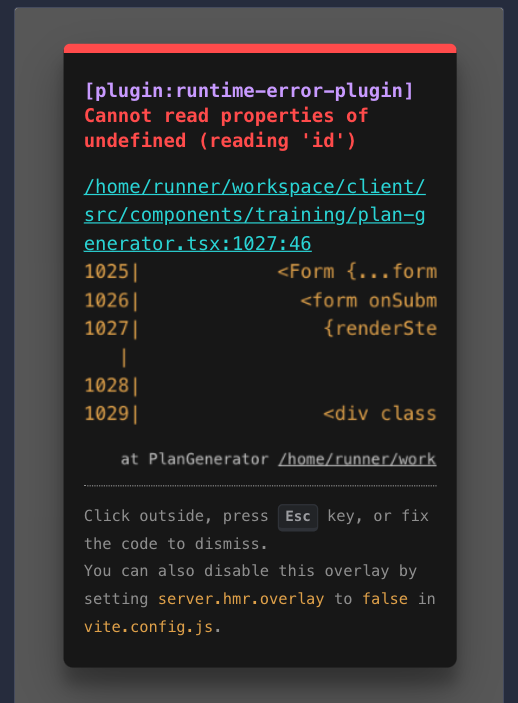 [plugin:runtime-error-plugin]
Cannot read properties of
undefined (reading 'id')
/home/runner/workspace/client/
src/components/training/plan-g
enerator.tsx:1027:46
1025|            <Form {...form
1026|              <form onSubm
1027|                {renderSte
   |
1028|
1029|                <div class
at PlanGenerator /home/runner/work
Click outside, press Esc key, or fix
the code to dismiss.
You can also disable this overlay by
setting server.hmr.overlay to false in
vite.config.js.